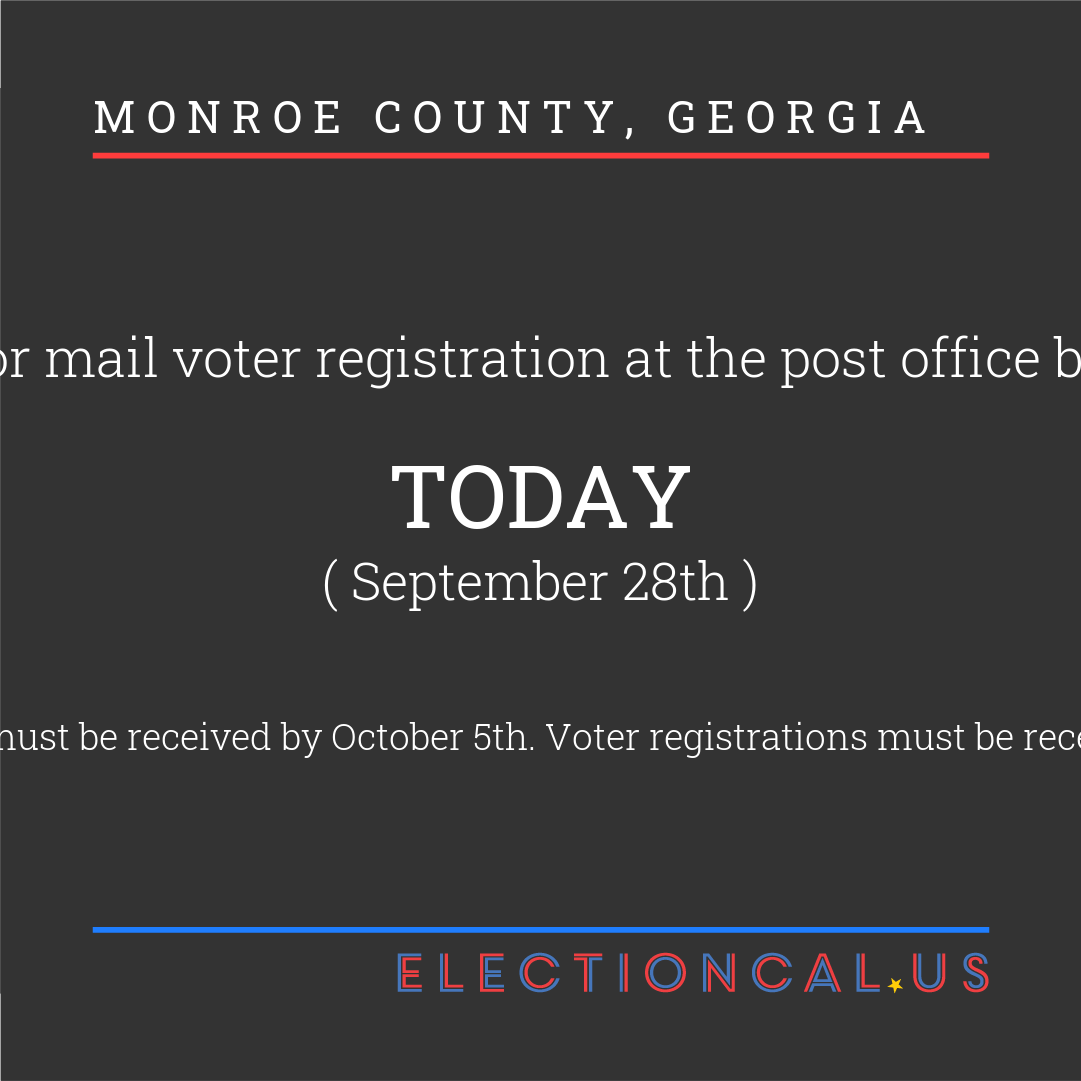 MONROE COUNTY, GEORGIA
or mail voter registration at the post office b
TODAY
( September 28th )
must be received by October 5th. Voter registrations must be rece
ELECTIONCAL.US